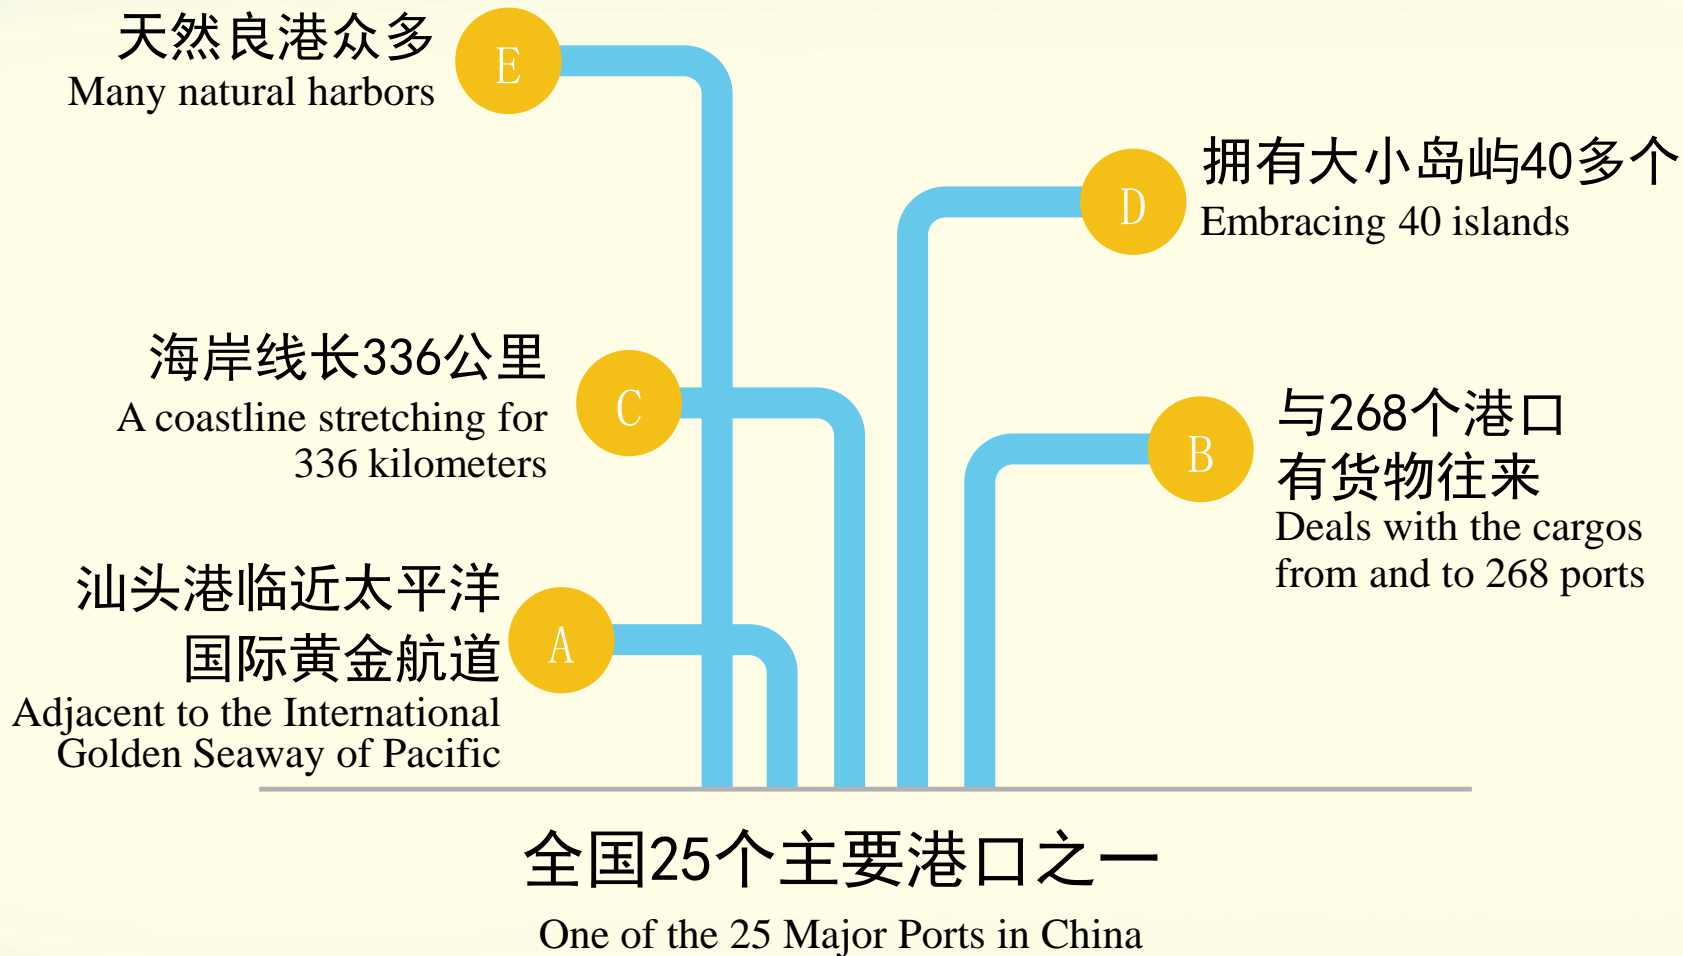 天然良港众多
Many natural harbors
E
D
拥有大小岛屿40多个
Embracing 40 islands
海岸线长336公里
A coastline stretching for
336 kilometers
C
B
与268个港口
有货物往来
Deals with the cargos
from and to 268 ports
汕头港临近太平洋
国际黄金航道
Adjacent to the International
Golden Seaway of Pacific
A
全国25个主要港口之一
One of the 25 Major Ports in China